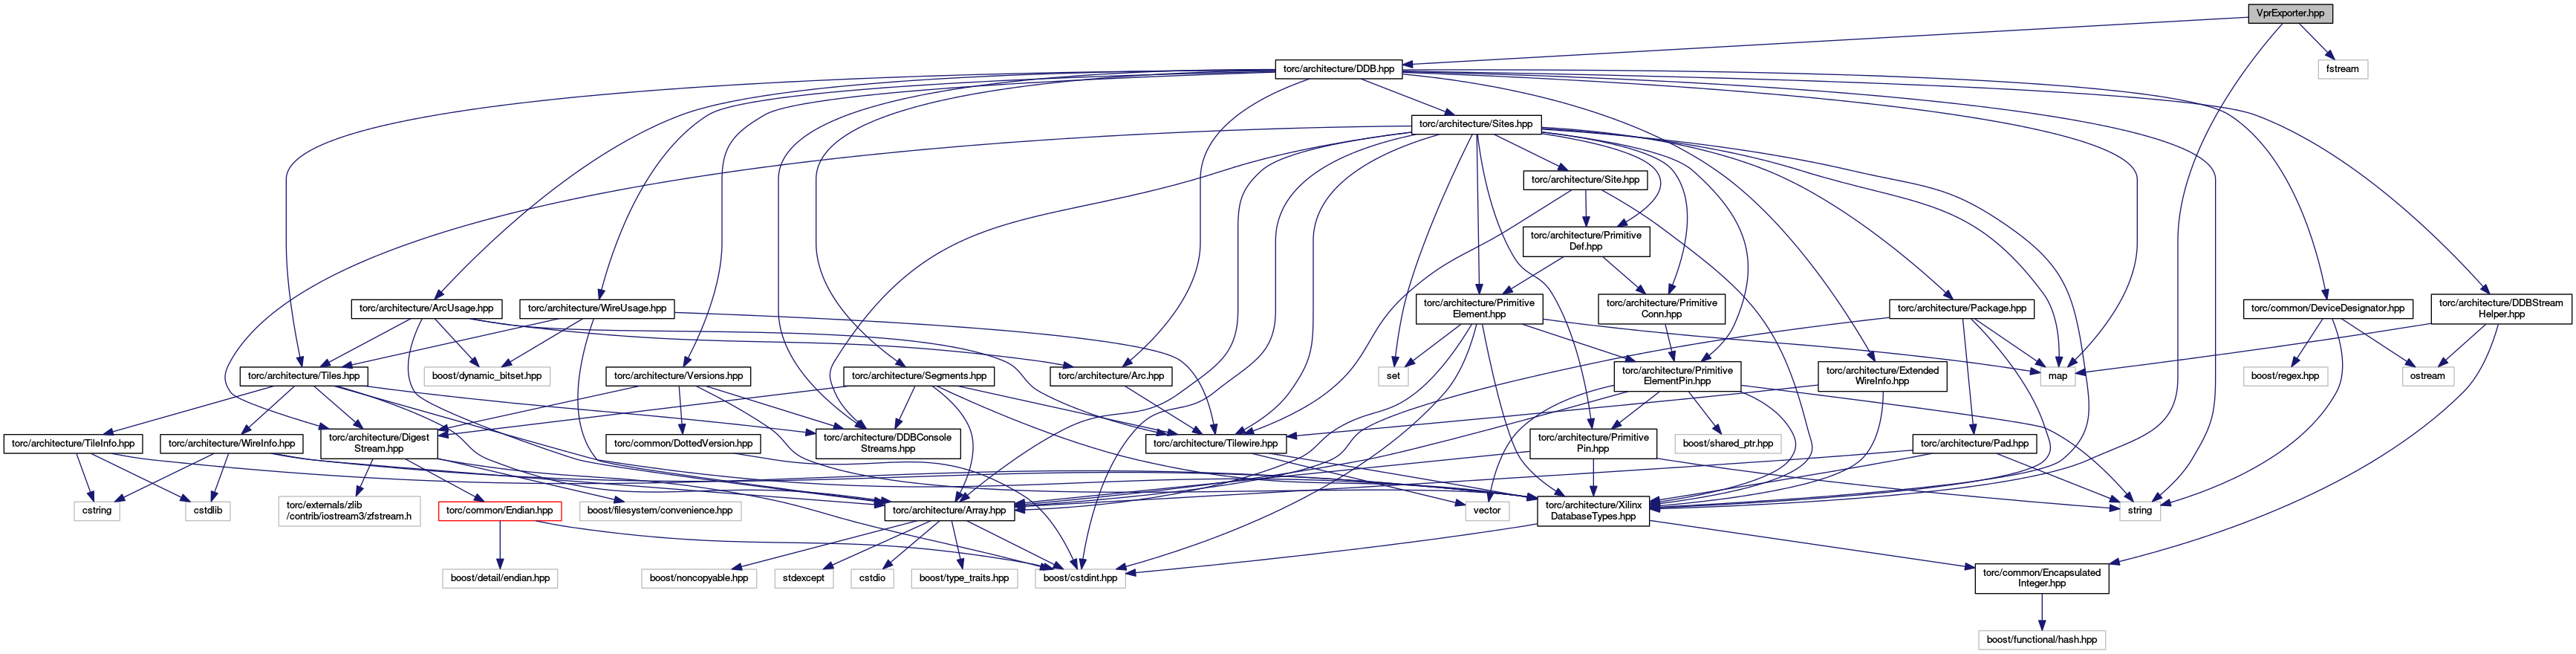 VprExporter.hpp
torc/architecture/DDB.hpp
fstream
torc/architecture/Sites.hpp
torc/architecture/Site.hpp
torc/architecture/Primitive
Def.hpp
torc/architecture/ArcUsage.hpp
torc/architecture/WireUsage.hpp
torc/architecture/Primitive
Element.hpp
torc/architecture/Primitive
Conn.hpp
torc/architecture/Package.hpp
torc/common/DeviceDesignator.hpp
torc/architecture/DDBStream
Helper.hpp
torc/architecture/Tiles.hpp
boost/dynamic_bitset.hpp
torc/architecture/Versions.hpp
torc/architecture/Segments.hpp
torc/architecture/Arc.hpp
set
torc/architecture/Primitive
ElementPin.hpp
torc/architecture/Extended
WireInfo.hpp
map
boost/regex.hpp
ostream
torc/architecture/TileInfo.hpp
torc/architecture/WireInfo.hpp
torc/architecture/Digest
Stream.hpp
torc/common/DottedVersion.hpp
torc/architecture/DDBConsole
Streams.hpp
torc/architecture/Tilewire.hpp
torc/architecture/Primitive
Pin.hpp
boost/shared_ptr.hpp
torc/architecture/Pad.hpp
cstring
cstdlib
torc/externals/zlib
/contrib/iostream3/zfstream.h
torc/common/Endian.hpp
boost/filesystem/convenience.hpp
torc/architecture/Array.hpp
vector
torc/architecture/Xilinx
DatabaseTypes.hpp
string
boost/detail/endian.hpp
boost/noncopyable.hpp
stdexcept
cstdio
boost/type_traits.hpp
boost/cstdint.hpp
torc/common/Encapsulated
Integer.hpp
boost/functional/hash.hpp